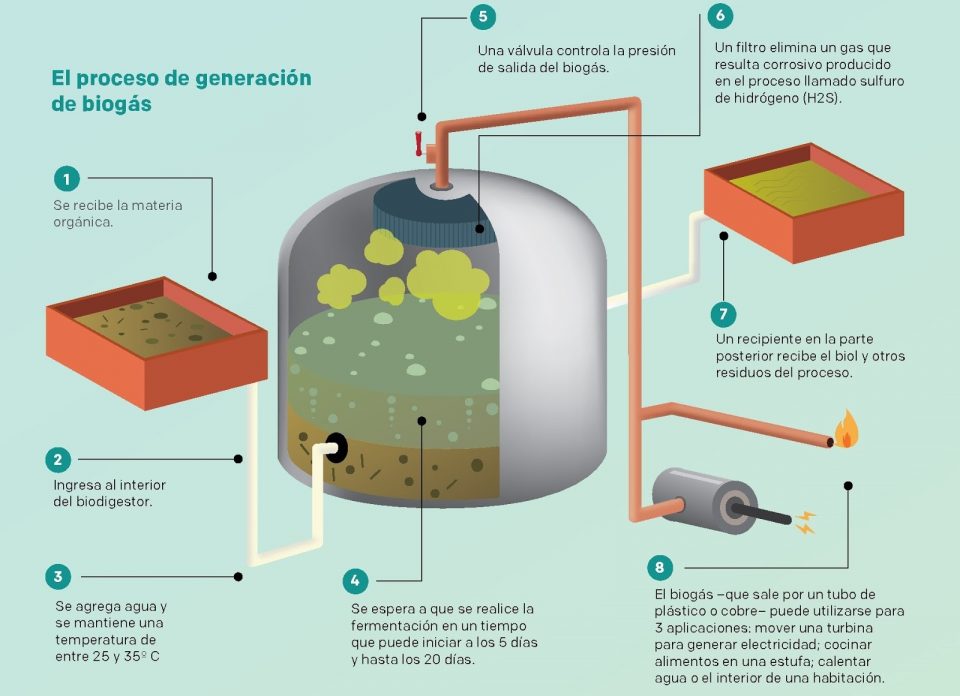 El proceso de generación
de biogás
1
Se recibe la materia
orgánica.
2
Ingresa al interior
del biodigestor.
3
Se agrega agua y
se mantiene una
temperatura de
entre 25 y 35º C
4
Se espera a que se realice la
fermentación en un tiempo
que puede iniciar a los 5 días
y hasta los 20 días.
5
Una válvula controla la presión
de salida del biogás.
6
Un filtro elimina un gas que
resulta corrosivo producido
en el proceso llamado sulfuro
de hidrógeno (H2S).
7
Un recipiente en la parte
posterior recibe el biol y otros
residuos del proceso.
8
El biogás –que sale por un tubo de
plástico o cobre– puede utilizarse para
3 aplicaciones: mover una turbina
para generar electricidad; cocinar
alimentos en una estufa; calentar
agua o el interior de una habitación.